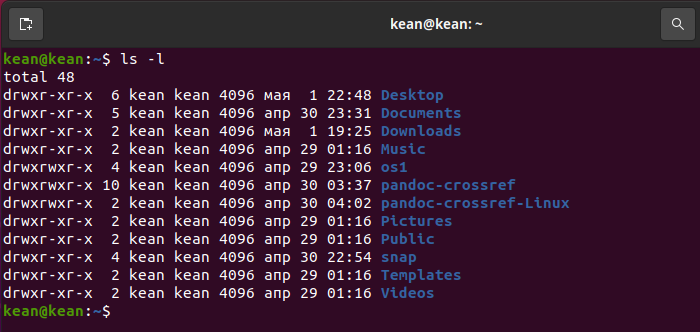 kean@kean: ~
kean@kean:~$ ls -l
total 48
drwxr-xr-x  6 kean kean 4096 мая  1 22:48 Desktop
drwxr-xr-x  5 kean kean 4096 апр 30 23:31 Documents
drwxr-xr-x  2 kean kean 4096 мая  1 19:25 Downloads
drwxr-xr-x  2 kean kean 4096 апр 29 01:16 Music
drwxrwxr-x  4 kean kean 4096 апр 29 23:06 os1
drwxrwxr-x 10 kean kean 4096 апр 30 03:37 pandoc-crossref
drwxrwxr-x  2 kean kean 4096 апр 30 04:02 pandoc-crossref-Linux
drwxr-xr-x  2 kean kean 4096 апр 29 01:16 Pictures
drwxr-xr-x  2 kean kean 4096 апр 29 01:16 Public
drwxr-xr-x  4 kean kean 4096 апр 30 22:54 snap
drwxr-xr-x  2 kean kean 4096 апр 29 01:16 Templates
drwxr-xr-x  2 kean kean 4096 апр 29 01:16 Videos
kean@kean:~$